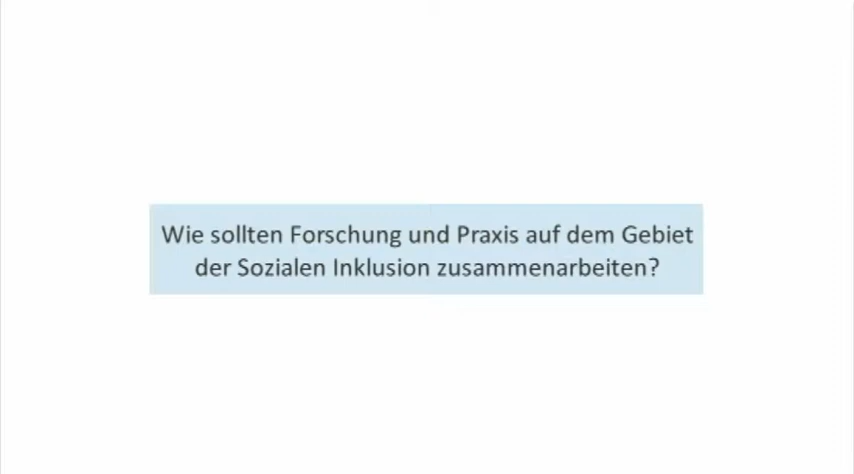 Wie sollten Forschung und Praxis auf dem Gebiet
der Sozialen Inklusion zusammenarbeiten?